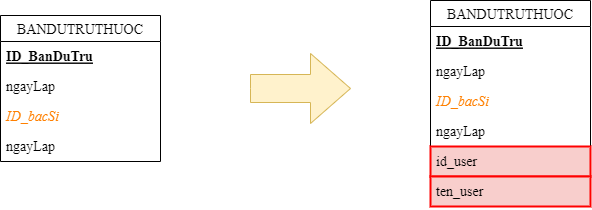 BANDUTRUTHUOC
ID_BanDuTru
ngayLap
ID_bacSi
ngayLap
BANDUTRUTHUOC
ID_BanDuTru
ngayLap
ID_bacSi
ngayLap
id_user
ten_user